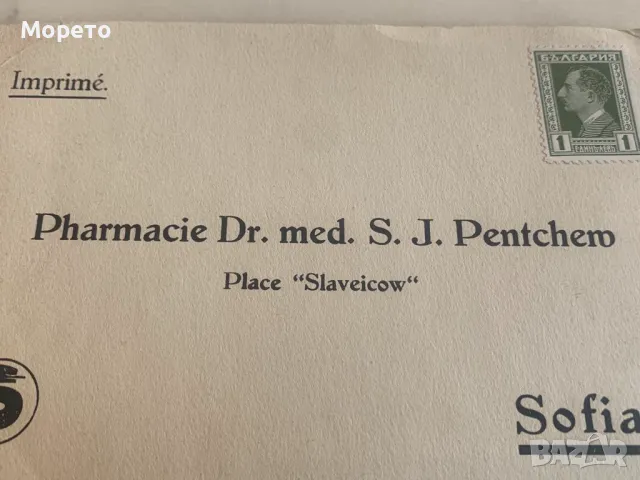 Морето
Imprimé.
БЪЛГАРИЯ
1 1
Pharmacie Dr. med. S. J. Pentchew
Place “Slaveicow“
Sofia
BAZAR